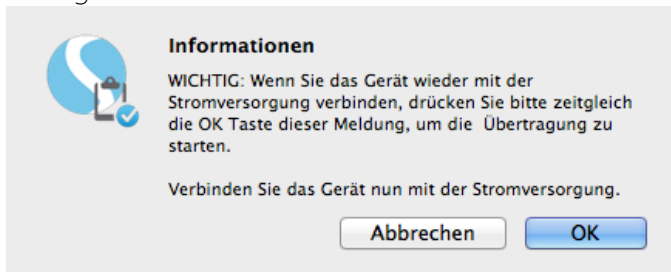 Informationen
WICHTIG: Wenn Sie das Gerät wieder mit der
Stromversorgung verbinden, drücken Sie bitte zeitgleich
die OK Taste dieser Meldung, um die Übertragung zu
starten.
Verbinden Sie das Gerät nun mit der Stromversorgung.
Abbrechen OK